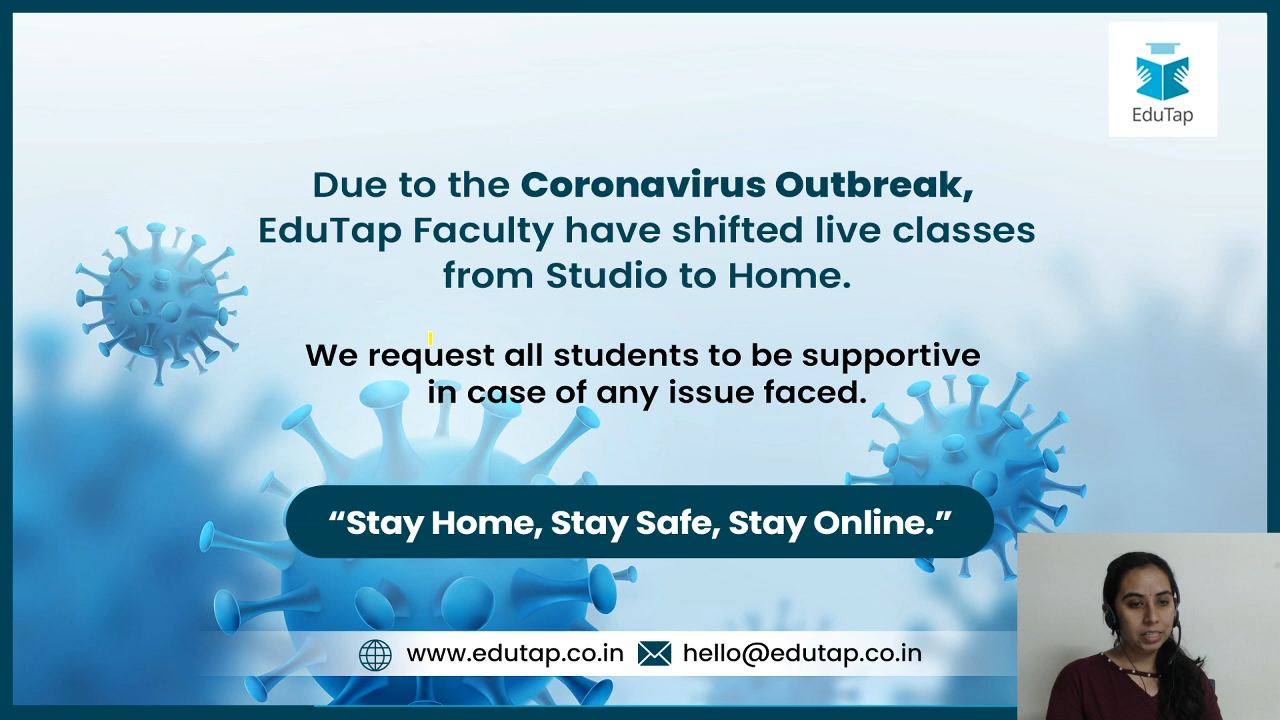 EduTap
Due to the Coronavirus Outbreak,
EduTap Faculty have shifted live classes
from Studio to Home.
We request all students to be supportive
in case of any issue faced.
“Stay Home, Stay Safe, Stay Online.”
www.edutap.co.in hello@edutap.co.in